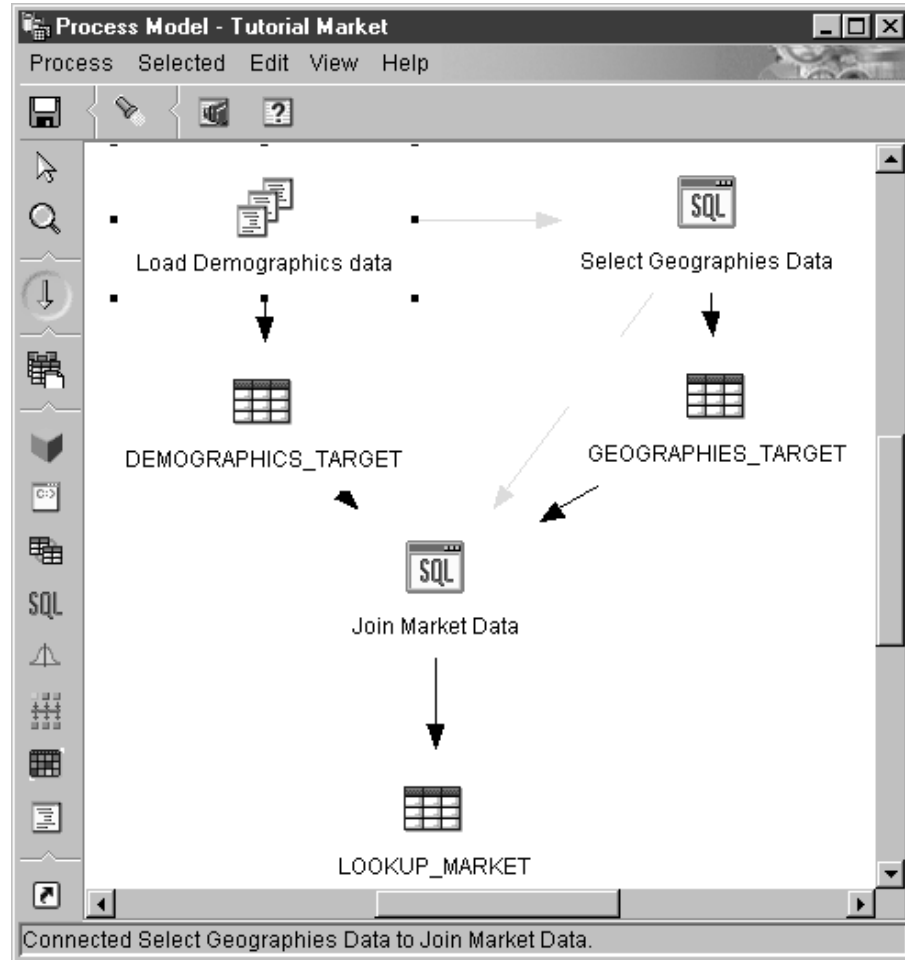 Process Model - Tutorial Market
Process Selected Edit View Help
?
SQL
Load Demographics data
Select Geographies Data
DEMOGRAPHICS_TARGET
GEOGRAPHIES_TARGET
C:>
SQL
SQL
Join Market Data
LOOKUP_MARKET
Connected Select Geographies Data to Join Market Data.